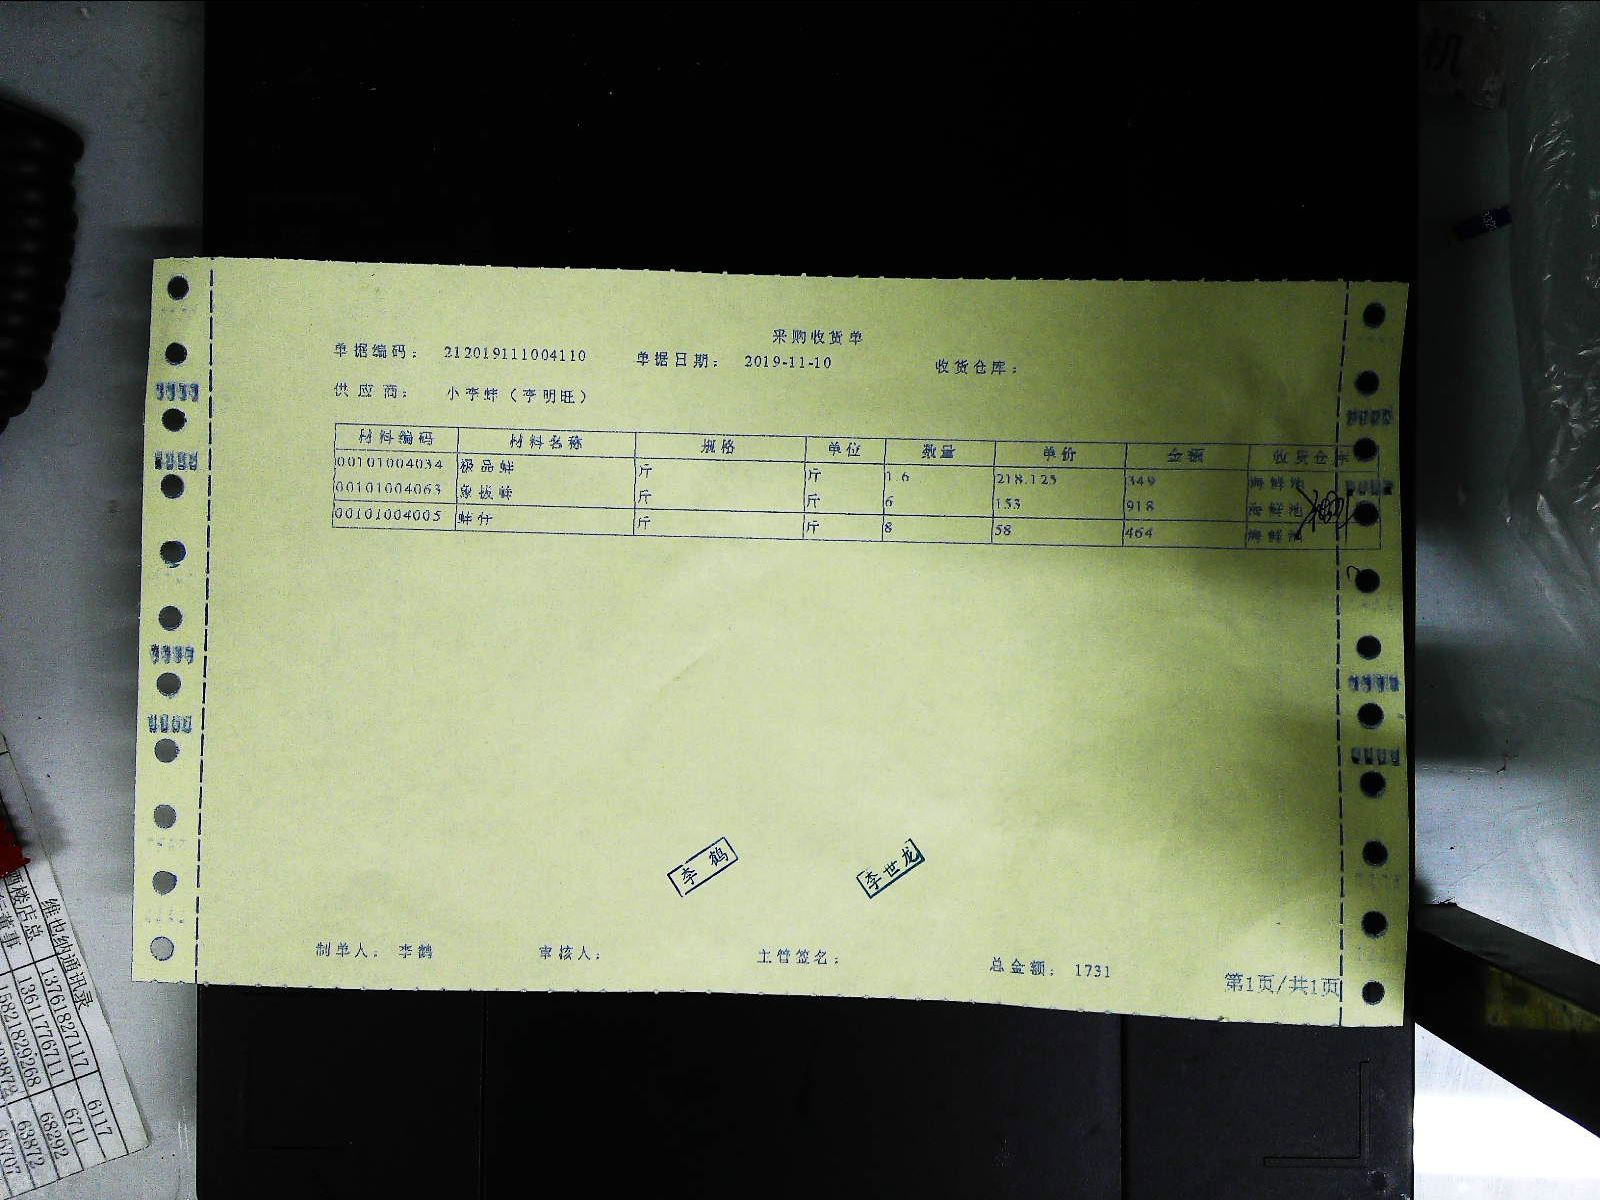 采购收货单
单据编码： 212019111004110 单据日期： 2019-11-10 收货仓库：
供应商： 小李蚌（李明旺）
材料编码 材料名称 规格 单位 数量 单价 金额 收货仓库
00101004034 极品蚌 斤 斤 1.6 218.125 349 海鲜池
00101004063 象拔蚌 斤 斤 6 153 918 海鲜池
00101004005 蚌仔 斤 斤 8 58 464 海鲜池
李鹤
李世龙
制单人： 李鹤 审核人： 主管签名： 总金额： 1731
第1页/共1页
维也纳通讯录
13761827117 6117
13611776711 6711
15821829268 68292
63872
66707
机